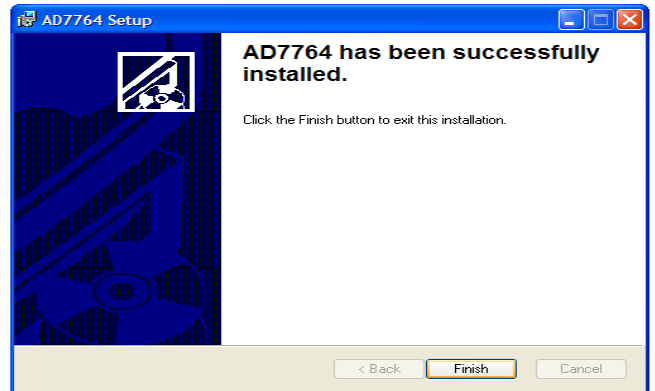 AD7764 Setup
AD7764 has been successfully
installed.
Click the Finish button to exit this installation.
< Back
Finish
Cancel